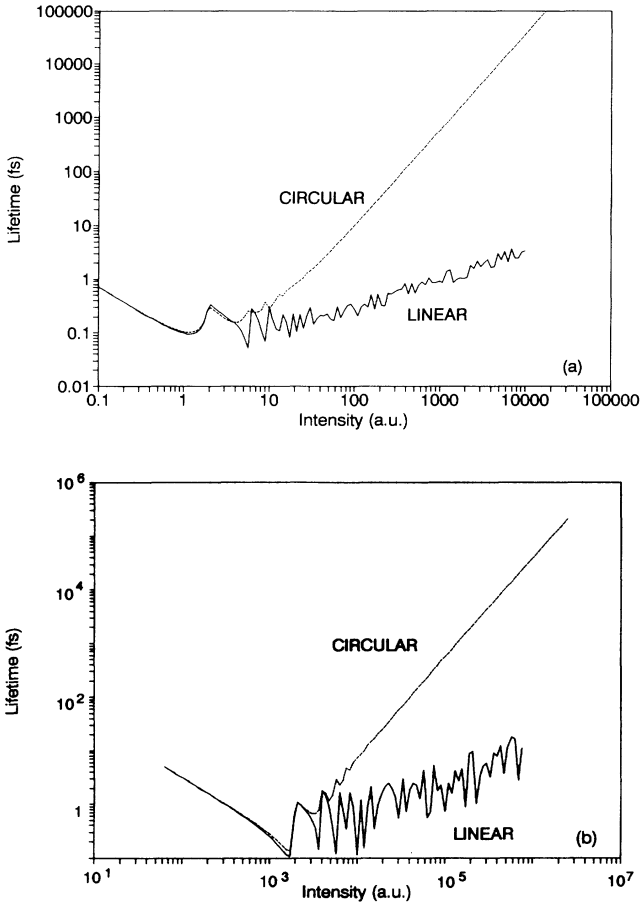 100000
10000
1000
100
10
1
0.1
0.01
Lifetime (fs)
CIRCULAR
LINEAR
(a)
0.1 1 10 100 1000 10000 100000
Intensity (a.u.)
10^6
10^4
10^2
1
Lifetime (fs)
CIRCULAR
LINEAR
(b)
10^1 10^3 10^5 10^7
Intensity (a.u.)